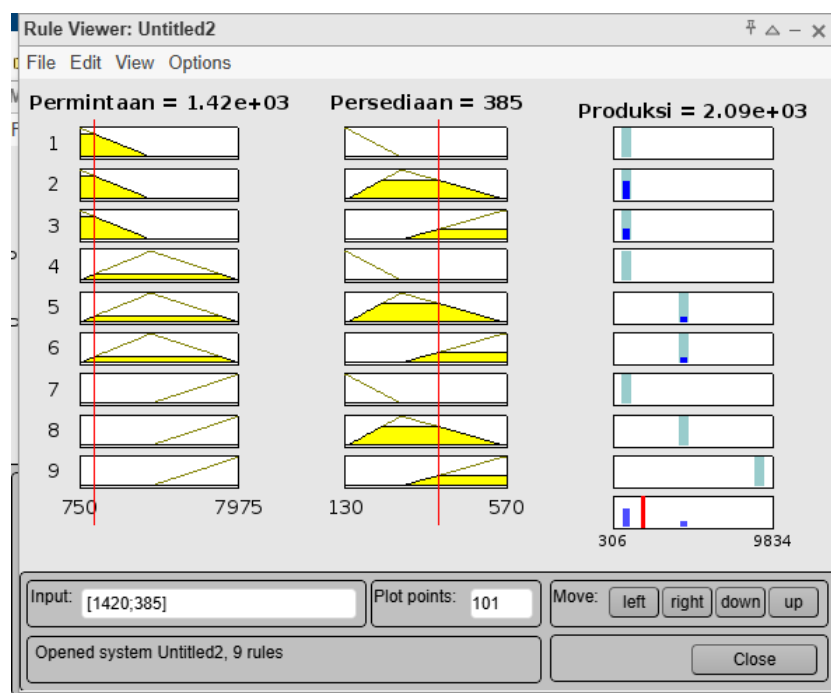 Rule Viewer: Untitled2
File Edit View Options
Permintaan = 1.42e+03
Persediaan = 385
Produksi = 2.09e+03
1
2
3
4
5
6
7
8
9
750 7975
130 570
306 9834
Input: [1420;385]
Plot points: 101
Move: left right down up
Opened system Untitled2, 9 rules
Close